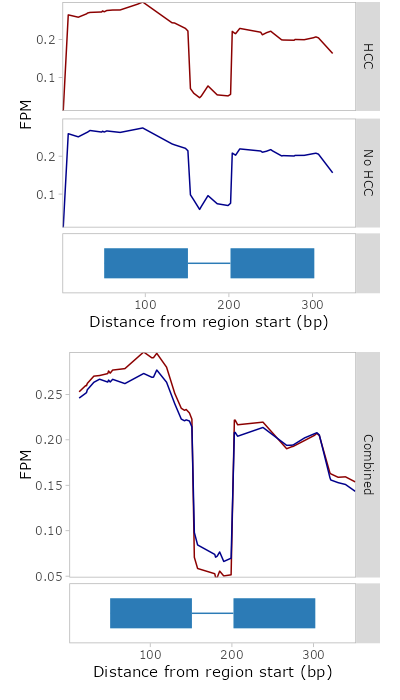 0.2
0.1
HCC
FPM
0.2
0.1
No HCC
100
200
300
Distance from region start (bp)
0.25
0.20
0.15
0.10
0.05
FPM
Combined
100
200
300
Distance from region start (bp)